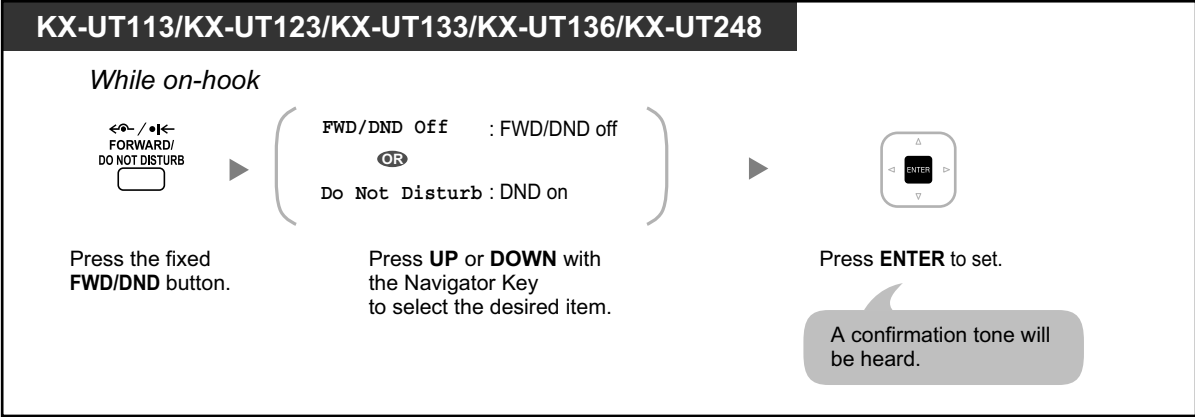 KX-UT113/KX-UT123/KX-UT133/KX-UT136/KX-UT248
While on-hook
FORWARD/
DO NOT DISTURB
FWD/DND Off : FWD/DND off
OR
Do Not Disturb : DND on
ENTER
Press the fixed
FWD/DND button.
Press UP or DOWN with
the Navigator Key
to select the desired item.
Press ENTER to set.
A confirmation tone will
be heard.